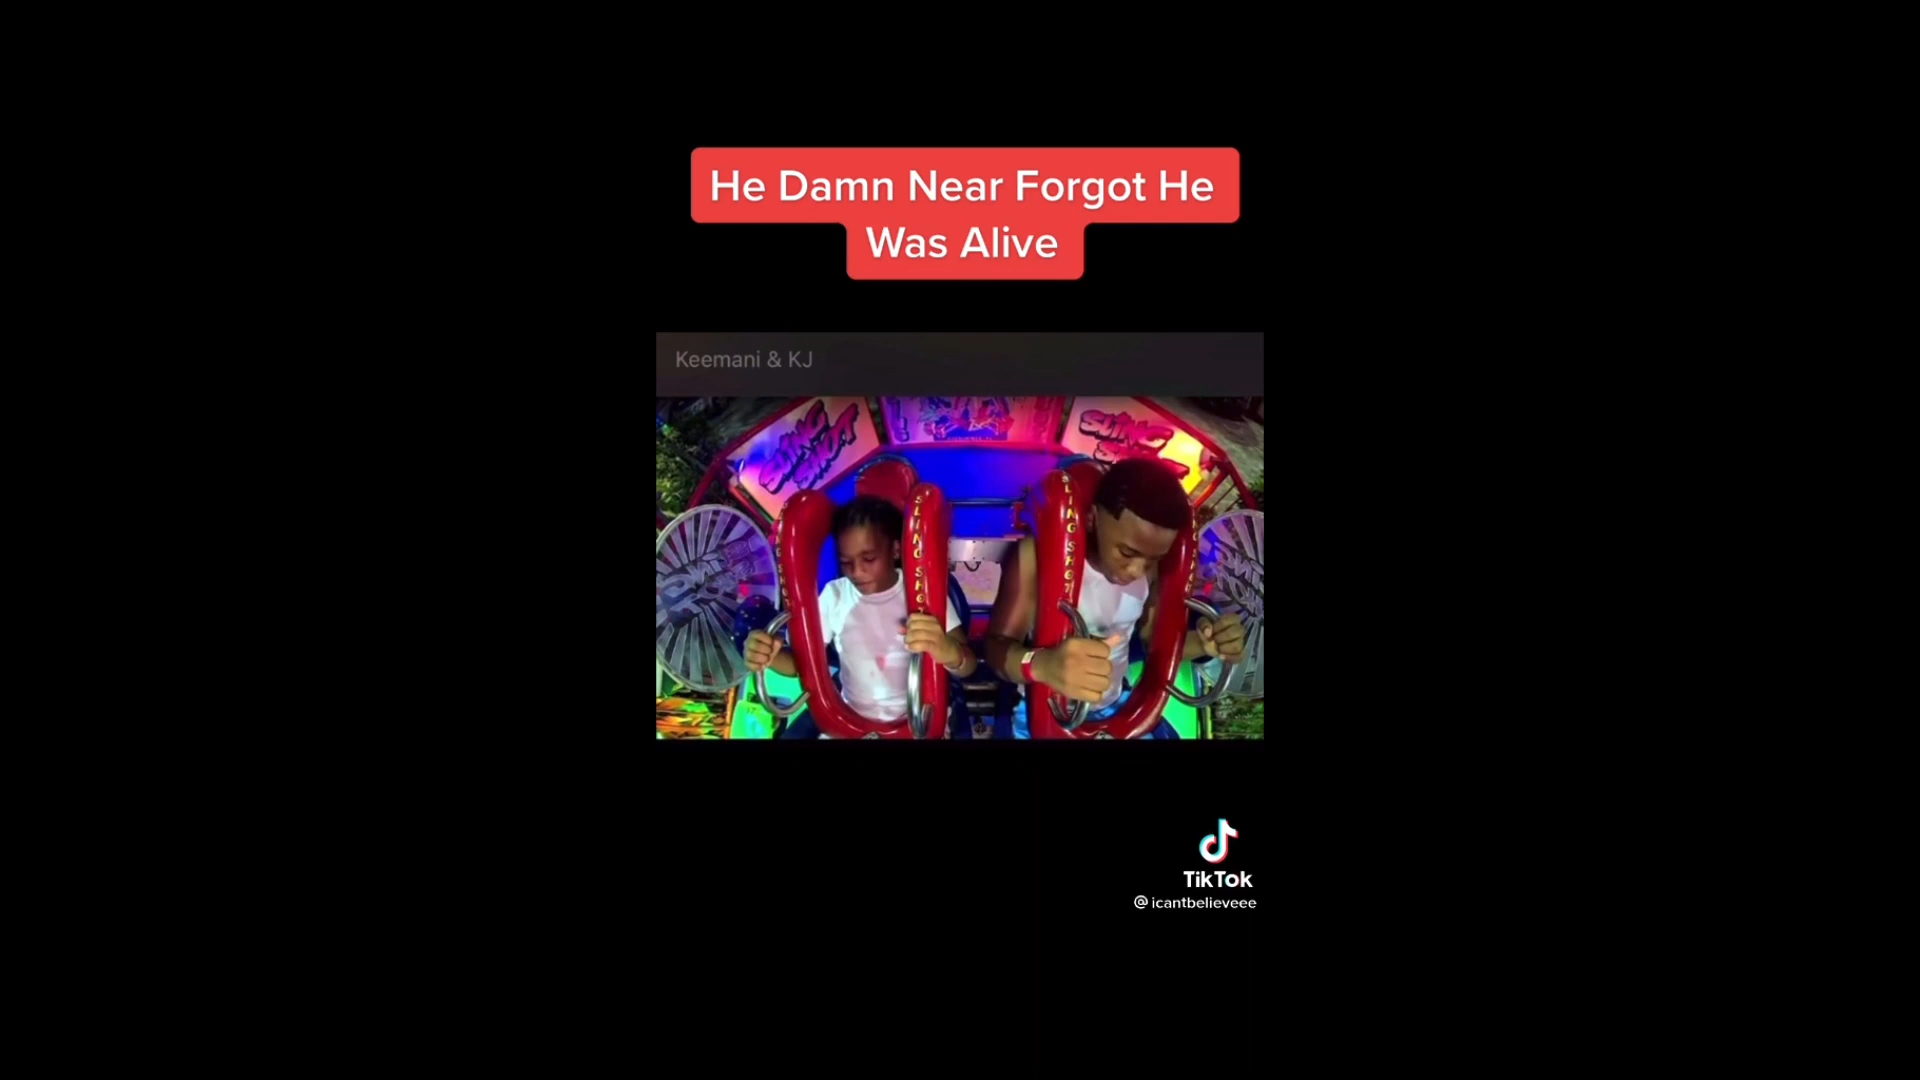 He Damn Near Forgot He
Was Alive
Keemani & KJ
SLING
SHOT
SLING
SHOT
SLING SHOT
SLING SHOT
TikTok
@icantbelieveee